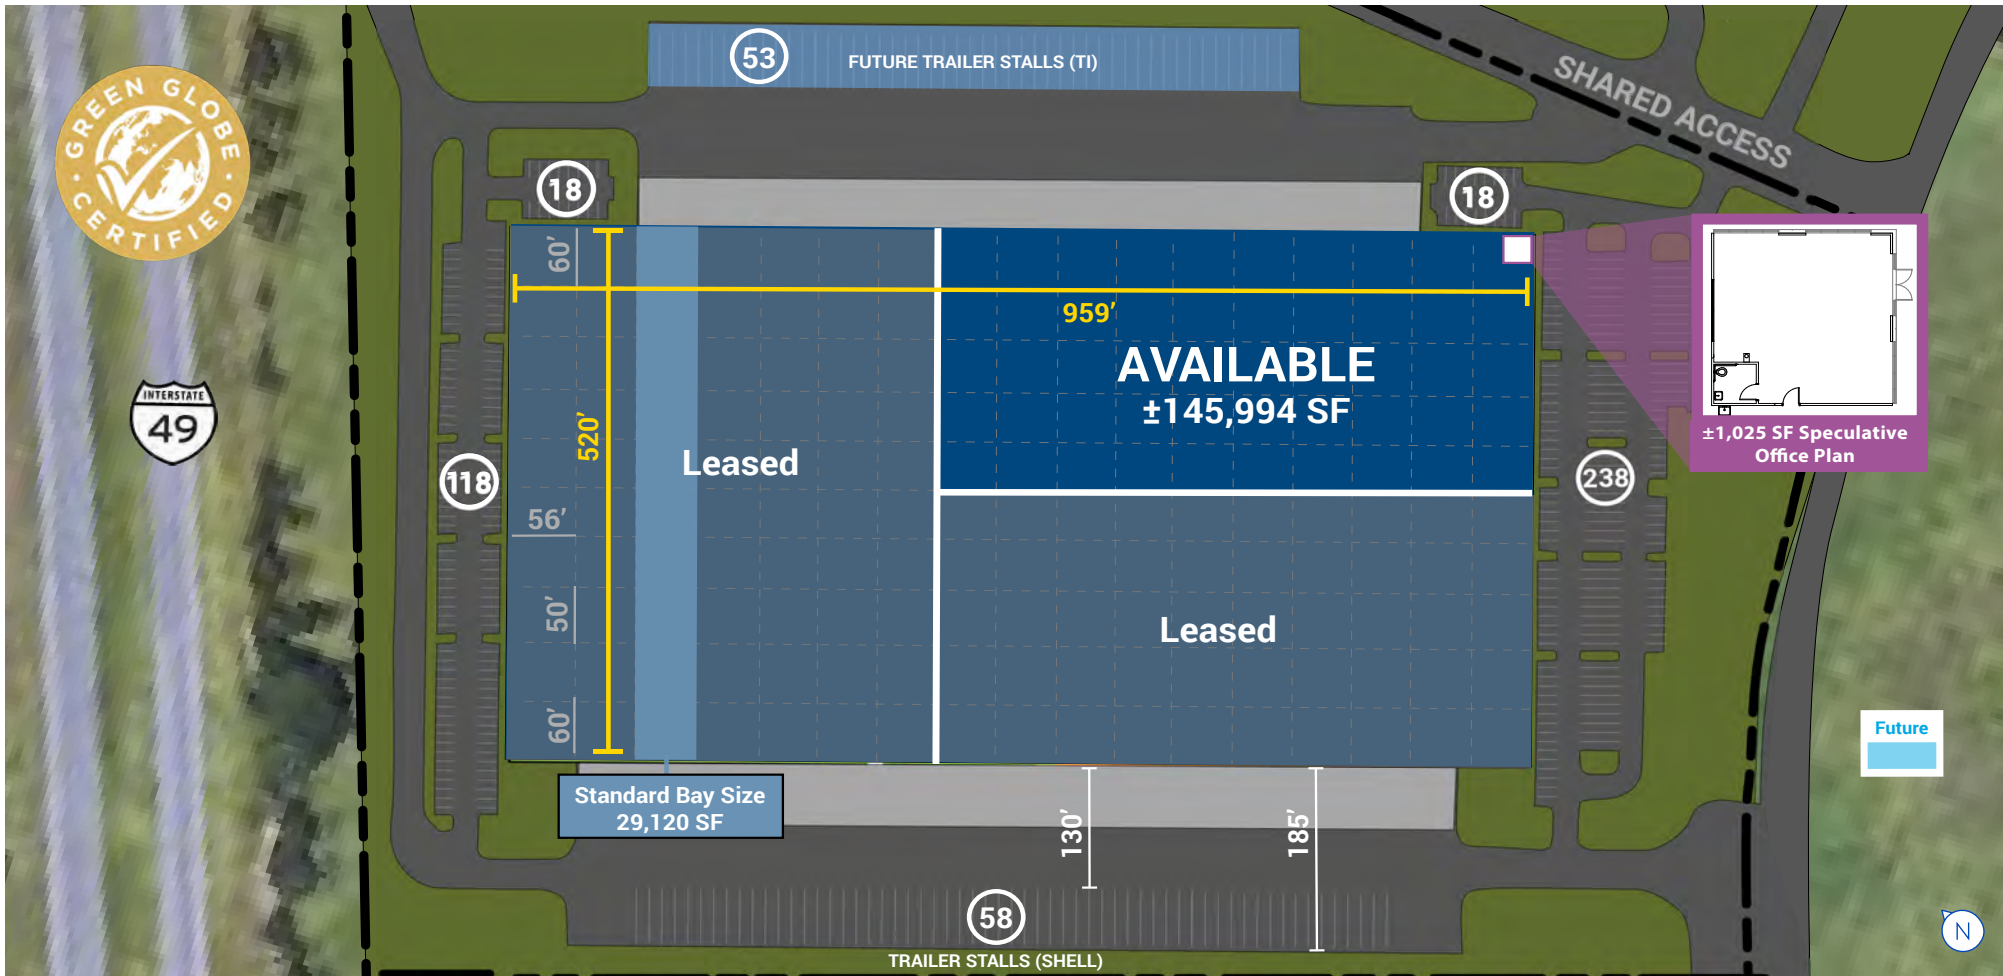 53
FUTURE TRAILER STALLS (TI)
SHARED ACCESS
GREEN GLOBE
· CERTIFIED ·
18
18
60’
959’
AVAILABLE
±145,994 SF
±1,025 SF Speculative
Office Plan
INTERSTATE
49
520’
Leased
118
238
56’
50’
Leased
60’
Future
Standard Bay Size
29,120 SF
130’
185’
58
TRAILER STALLS (SHELL)
N